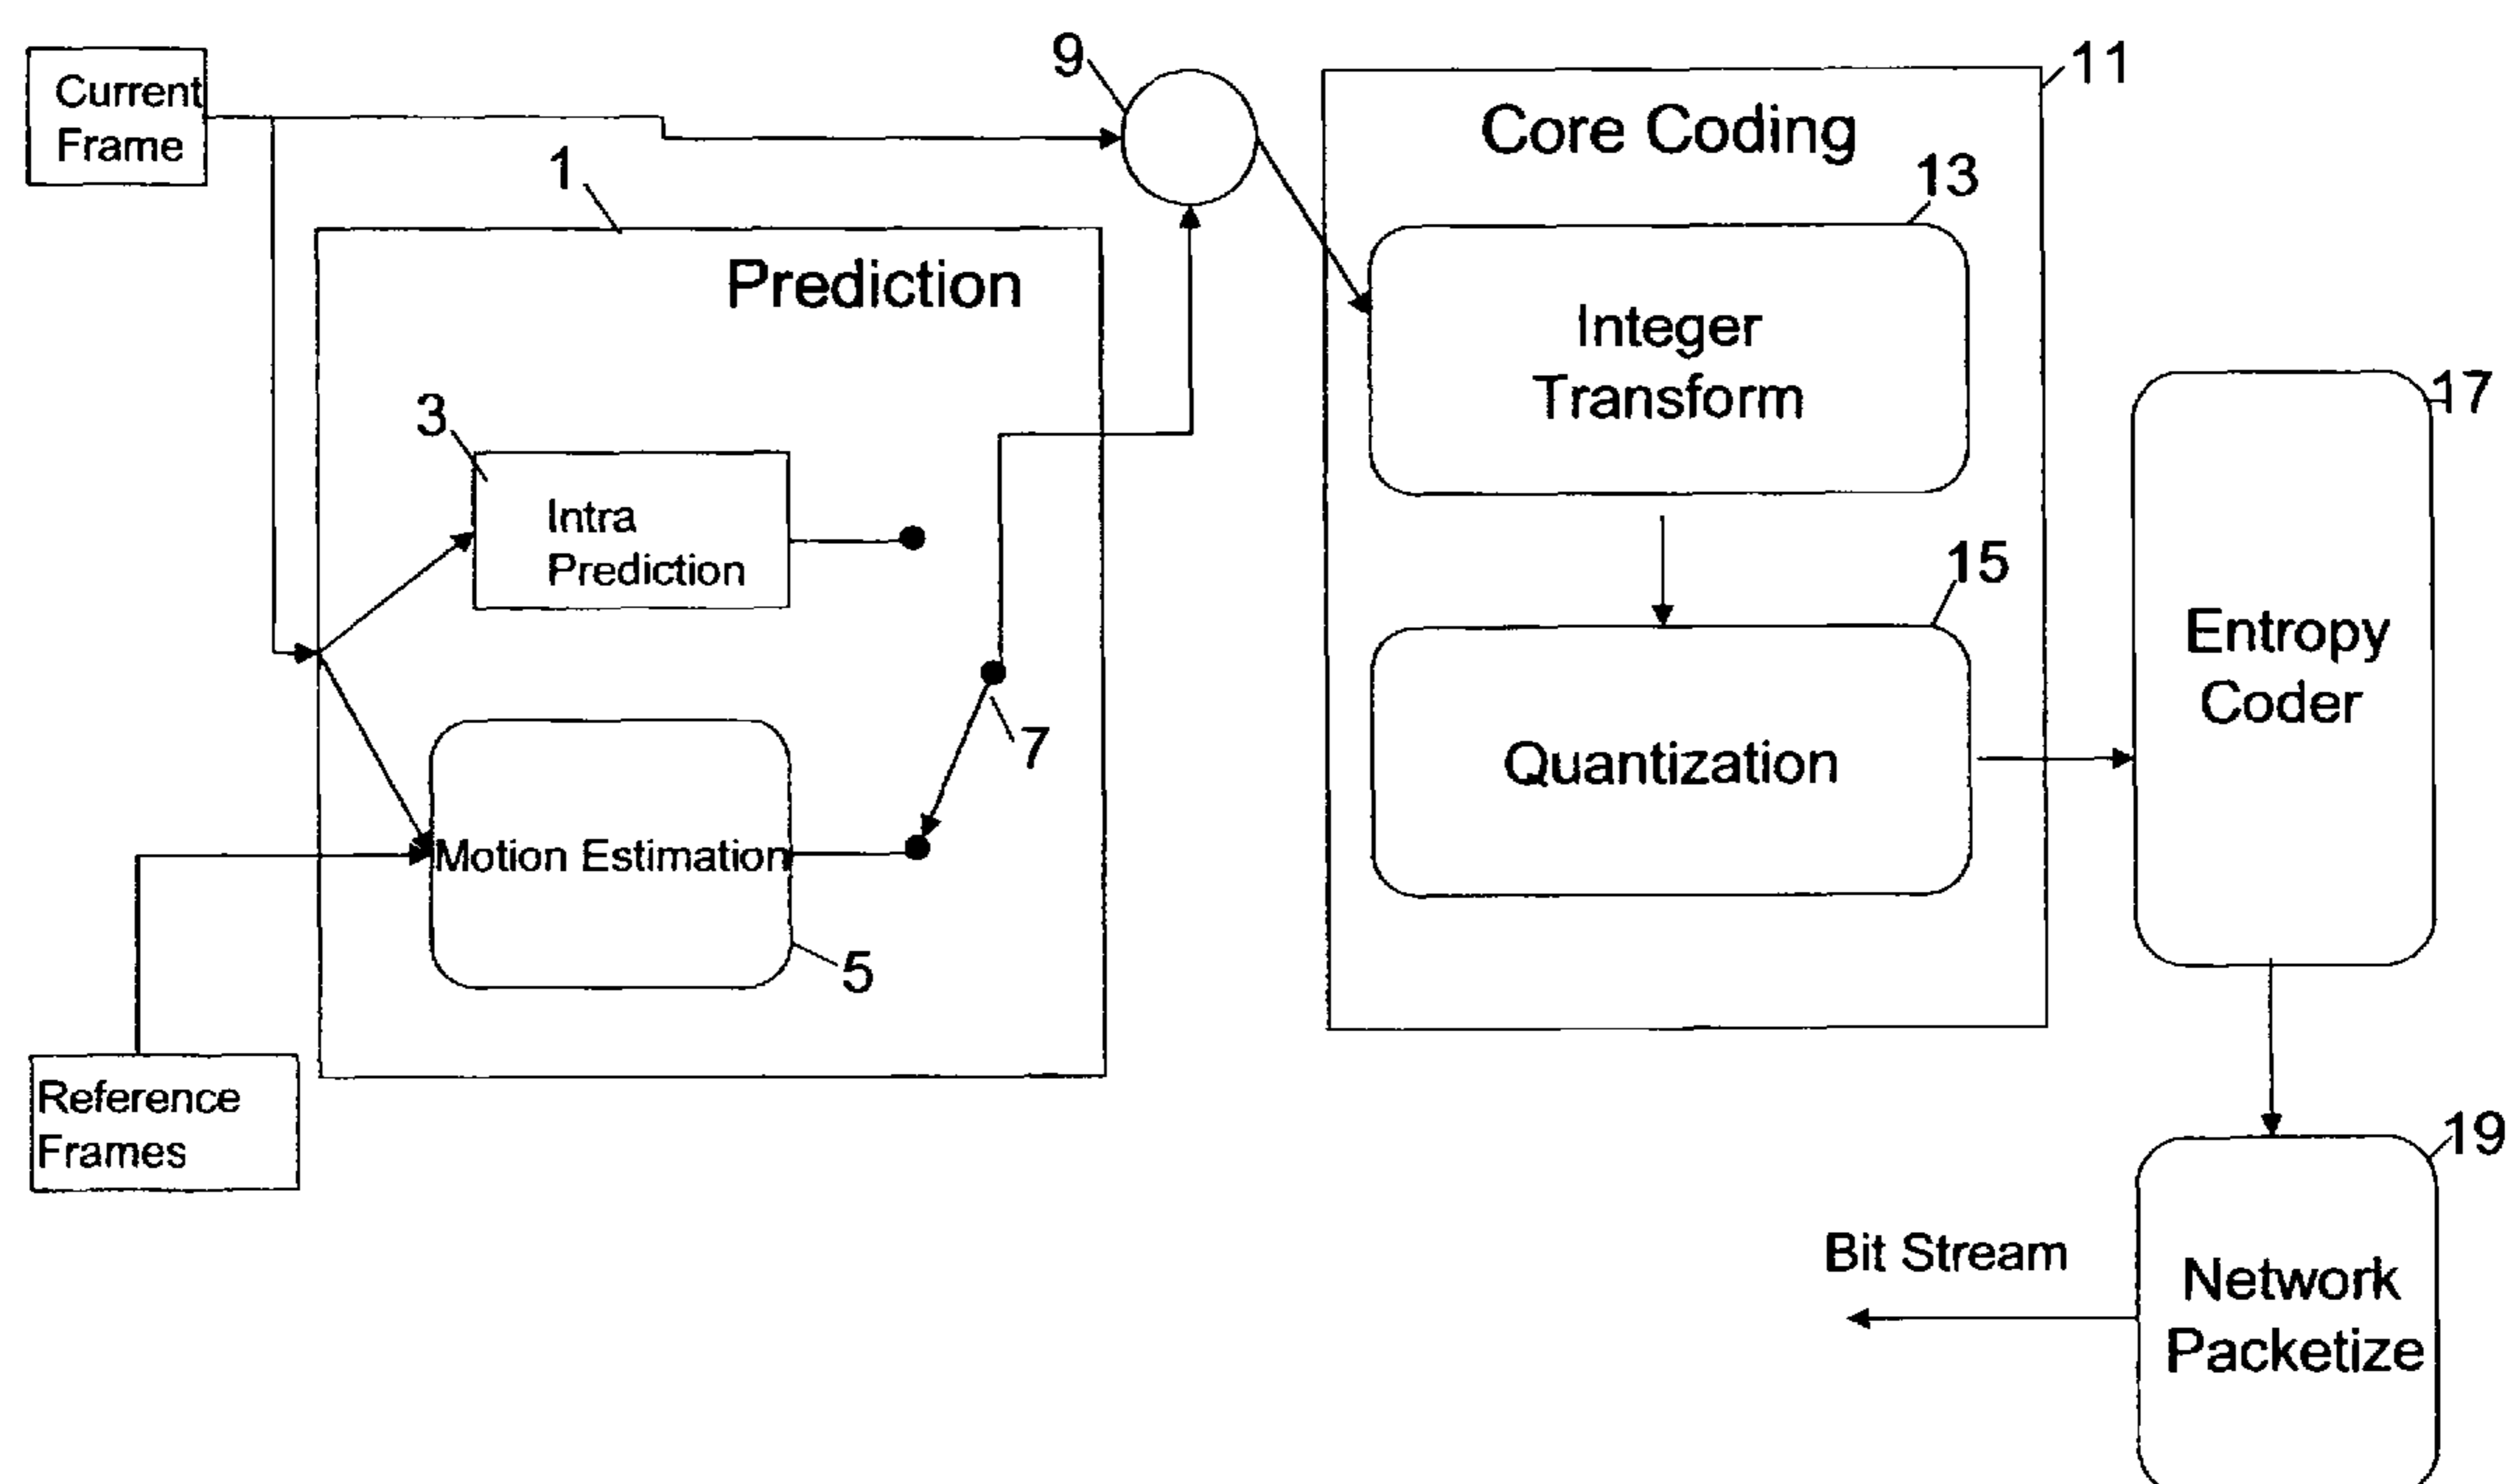 Current
Frame
9
11
Core Coding
1
13
Prediction
Integer
Transform
3
17
Intra
Prediction
15
Entropy
Coder
7
Quantization
Motion Estimation
5
Reference
Frames
19
Bit Stream
Network
Packetize